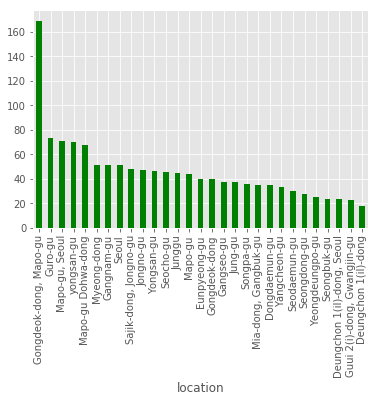 160
140
120
100
80
60
40
20
0
Gongdeok-dong, Mapo-gu
Guro-gu
Mapo-gu, Seoul
yongsan-gu
Mapo-gu Dohwa-dong
Myeong-dong
Gangnam-gu
Seoul
Sajik-dong, Jongno-gu
Jongno-gu
Yongsan-gu
Seocho-gu
Junggu
Mapo-gu
Eunpyeong-gu
Gongdeok-dong
Gangseo-gu
Jung-gu
Songpa-gu
Mia-dong, Gangbuk-gu
Dongdaemun-gu
Yangcheon-gu
Seodaemun-gu
Seongdong-gu
Yeongdeungpo-gu
Seongbuk-gu
Deungchon 1(il)-dong, Seoul
Guui 2(i)-dong, Gwangjin-gu
Deungchon 1(il)-dong
location